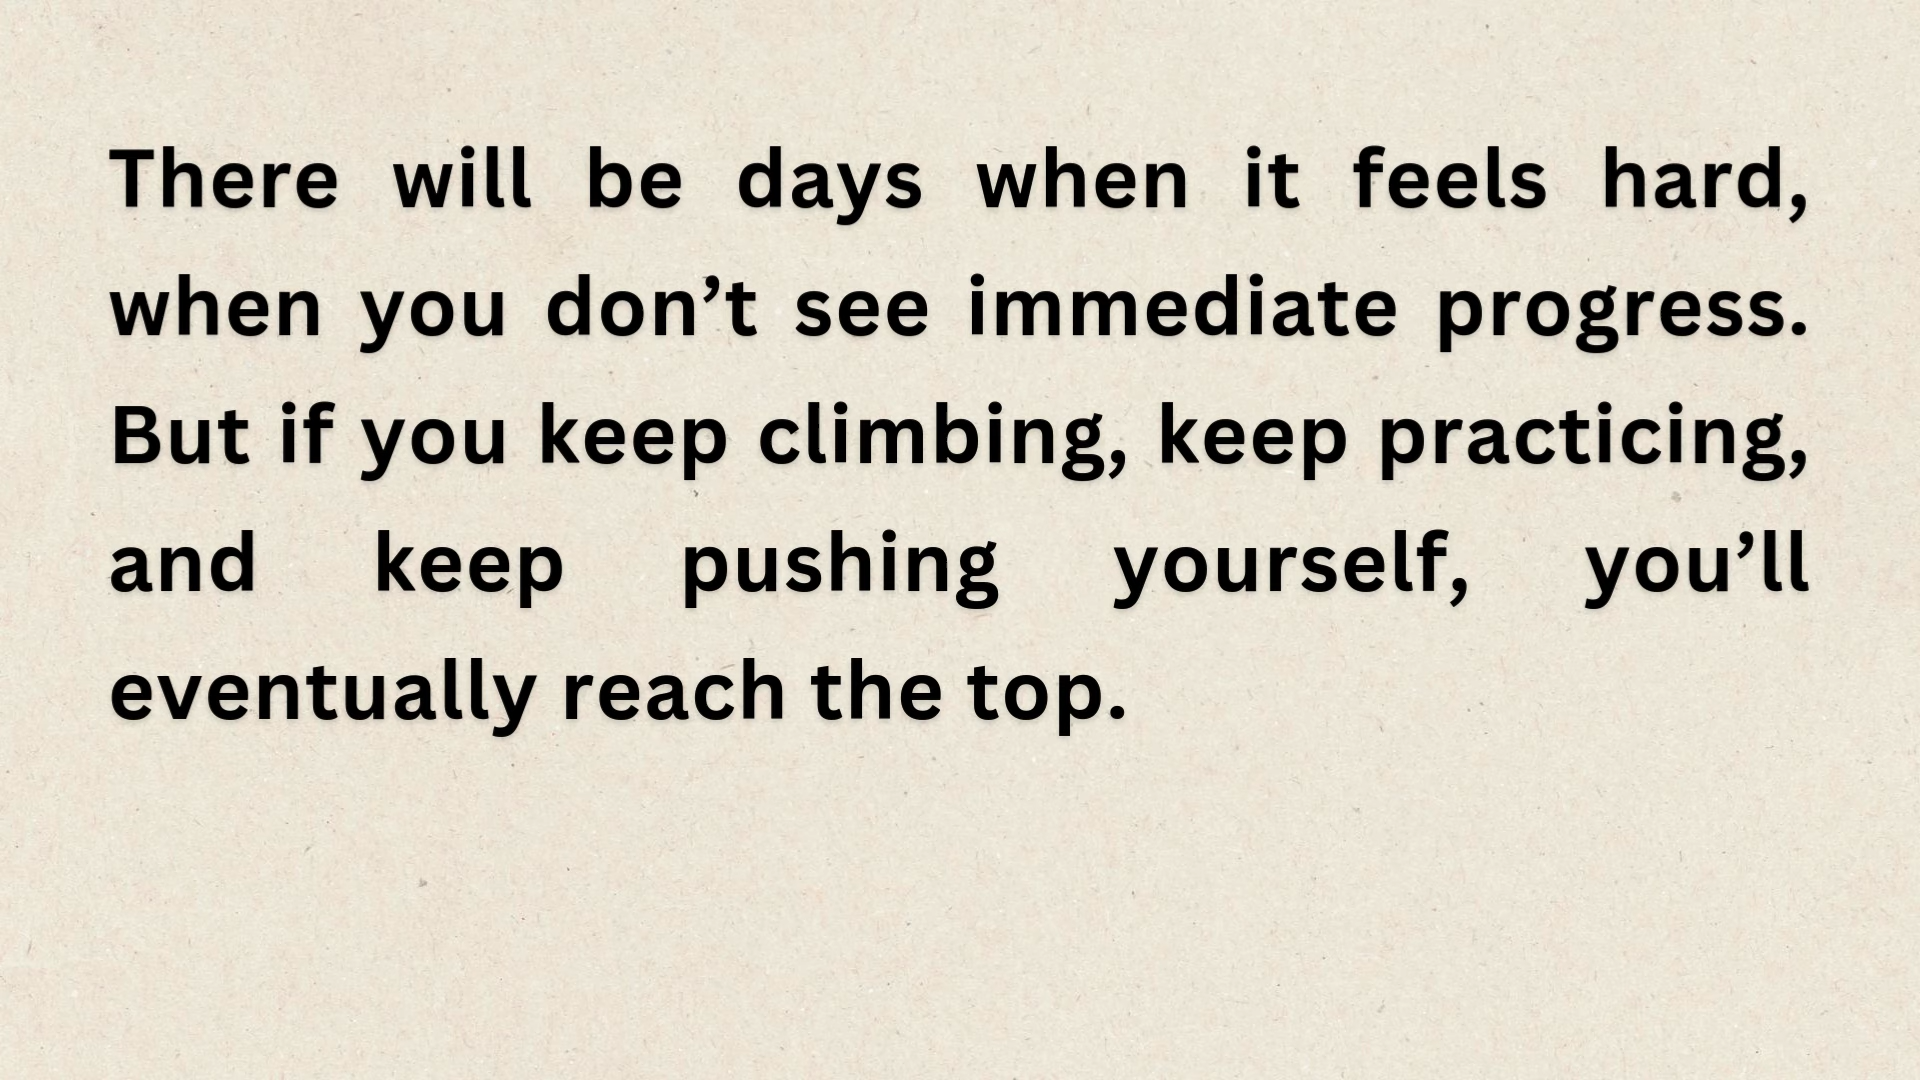 There will be days when it feels hard,
when you don’t see immediate progress.
But if you keep climbing, keep practicing,
and keep pushing yourself, you’ll
eventually reach the top.